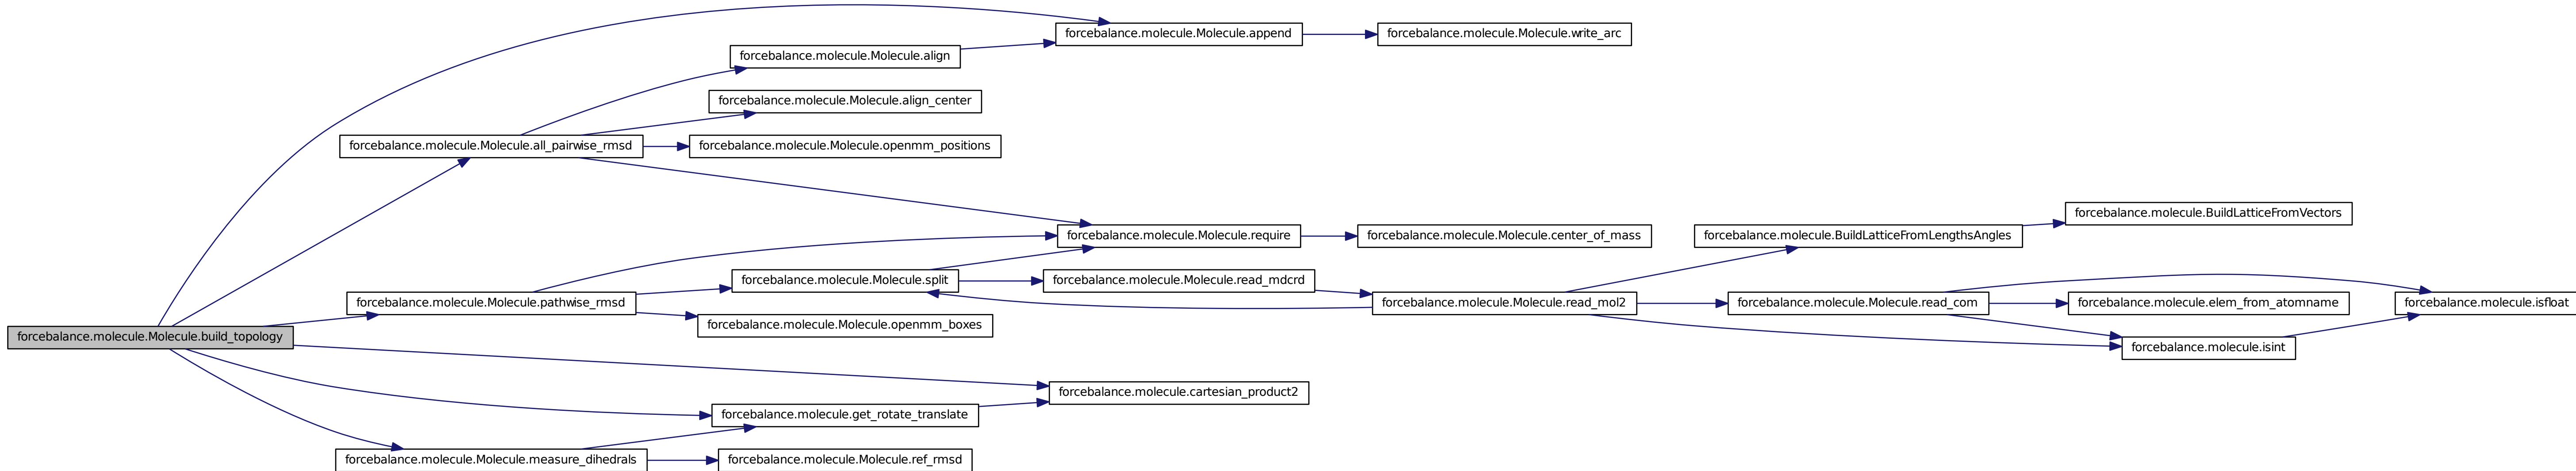 forcebalance.molecule.Molecule.append
forcebalance.molecule.Molecule.write_arc
forcebalance.molecule.Molecule.align
forcebalance.molecule.Molecule.align_center
forcebalance.molecule.Molecule.all_pairwise_rmsd
forcebalance.molecule.Molecule.openmm_positions
forcebalance.molecule.BuildLatticeFromVectors
forcebalance.molecule.Molecule.require
forcebalance.molecule.Molecule.center_of_mass
forcebalance.molecule.BuildLatticeFromLengthsAngles
forcebalance.molecule.Molecule.split
forcebalance.molecule.Molecule.read_mdcrd
forcebalance.molecule.Molecule.pathwise_rmsd
forcebalance.molecule.Molecule.read_mol2
forcebalance.molecule.Molecule.read_com
forcebalance.molecule.elem_from_atomname
forcebalance.molecule.isfloat
forcebalance.molecule.Molecule.openmm_boxes
forcebalance.molecule.Molecule.build_topology
forcebalance.molecule.isint
forcebalance.molecule.cartesian_product2
forcebalance.molecule.get_rotate_translate
forcebalance.molecule.Molecule.measure_dihedrals
forcebalance.molecule.Molecule.ref_rmsd